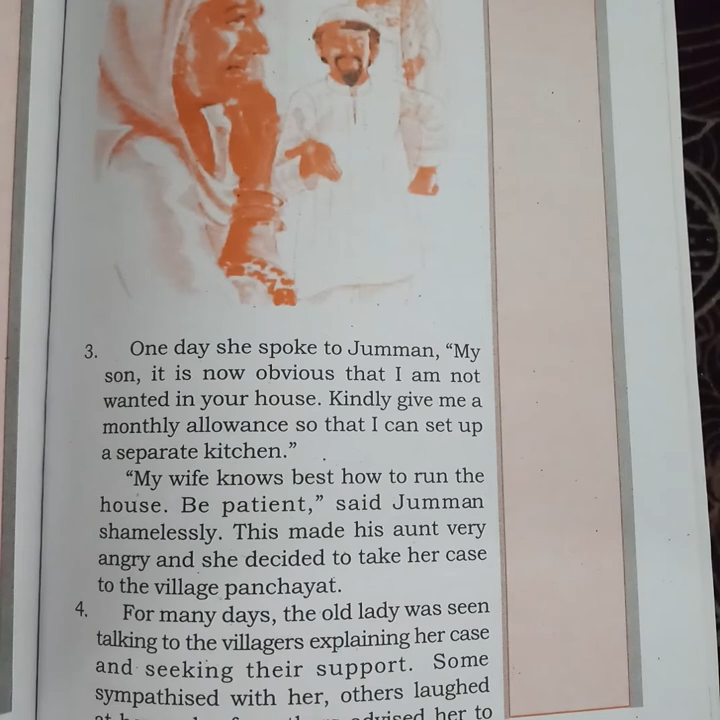 3. One day she spoke to Jumman, “My
son, it is now obvious that I am not
wanted in your house. Kindly give me a
monthly allowance so that I can set up
a separate kitchen.”
“My wife knows best how to run the
house. Be patient,” said Jumman
shamelessly. This made his aunt very
angry and she decided to take her case
to the village panchayat.
4. For many days, the old lady was seen
talking to the villagers explaining her case
and seeking their support. Some
sympathised with her, others laughed
advised her to